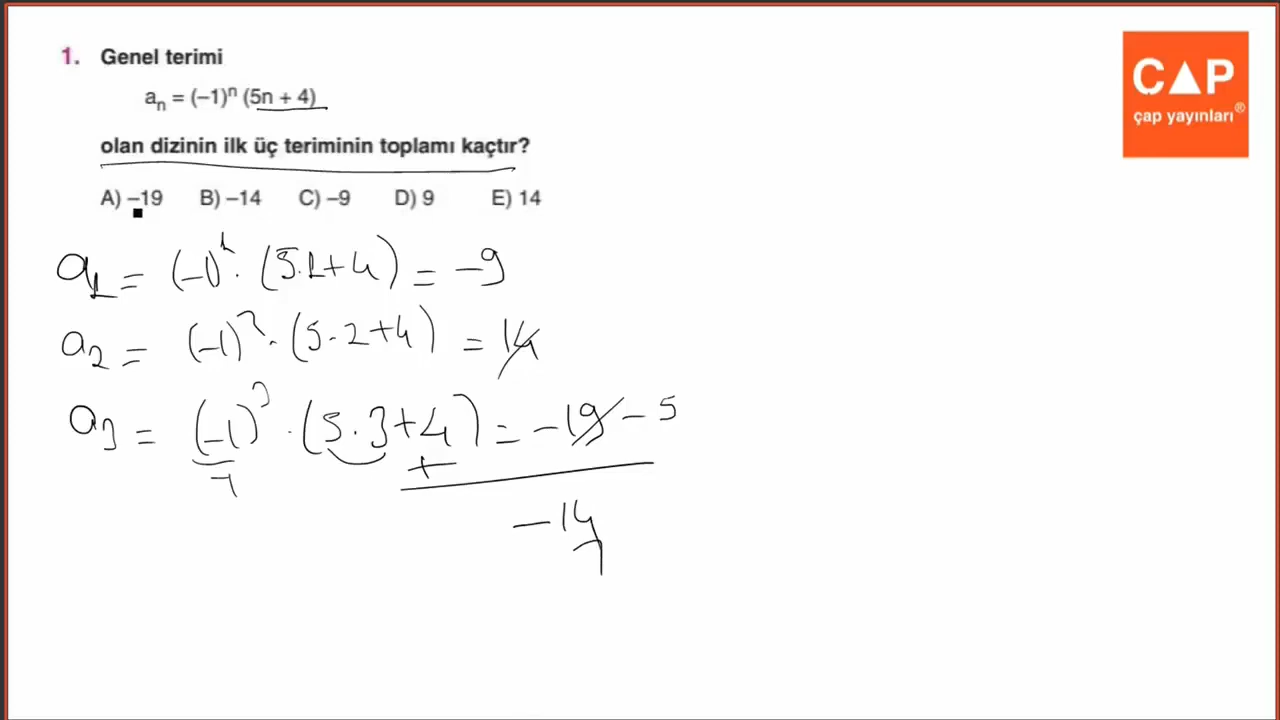 1. Genel terimi
aₙ = (–1)ⁿ (5n + 4)
olan dizinin ilk üç teriminin toplamı kaçtır?
A) –19 B) –14 C) –9 D) 9 E) 14
CAP
çap yayınları®
a₁ = (-1)¹ · (5.1+4) = -9
a₂ = (-1)² · (5·2+4) = 14
a₃ = (-1)³ · (5·3+4) = -19 -5
-1
+
-14